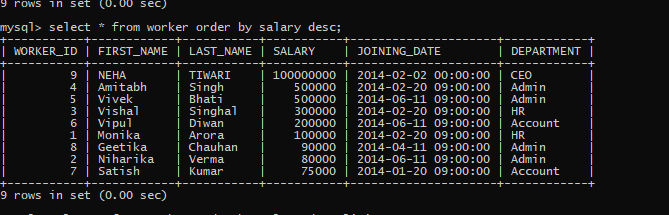 9 rows in set (0.00 sec)
mysql> select * from worker order by salary desc;
+-----------+------------+-----------+-----------+---------------------+------------+
| WORKER_ID | FIRST_NAME | LAST_NAME | SALARY | JOINING_DATE | DEPARTMENT |
+-----------+------------+-----------+-----------+---------------------+------------+
| 9 | NEHA | TIWARI | 100000000 | 2014-02-02 00:00:00 | CEO |
| 4 | Amitabh | Singh | 500000 | 2014-02-20 09:00:00 | Admin |
| 5 | Vivek | Bhati | 500000 | 2014-06-11 09:00:00 | Admin |
| 3 | Vishal | Singhal | 300000 | 2014-02-20 09:00:00 | HR |
| 6 | Vipul | Diwan | 200000 | 2014-06-11 09:00:00 | Account |
| 1 | Monika | Arora | 100000 | 2014-02-20 09:00:00 | HR |
| 8 | Geetika | Chauhan | 90000 | 2014-04-11 09:00:00 | Admin |
| 2 | Niharika | Verma | 80000 | 2014-06-11 09:00:00 | Admin |
| 7 | Satish | Kumar | 75000 | 2014-01-20 09:00:00 | Account |
+-----------+------------+-----------+-----------+---------------------+------------+
9 rows in set (0.00 sec)